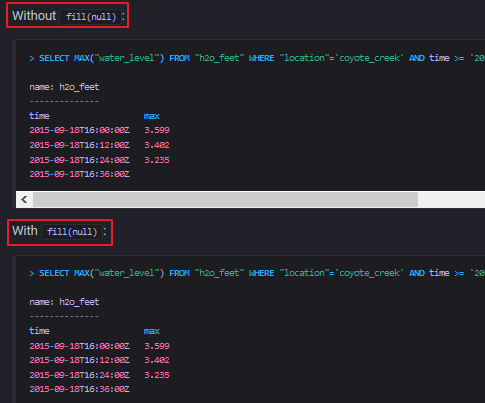 Without fill(null) :
> SELECT MAX("water_level") FROM "h2o_feet" WHERE "location"='coyote_creek' AND time >= '20
name: h2o_feet
--------------
time max
2015-09-18T16:00:00Z 3.599
2015-09-18T16:12:00Z 3.402
2015-09-18T16:24:00Z 3.235
2015-09-18T16:36:00Z
With fill(null) :
> SELECT MAX("water_level") FROM "h2o_feet" WHERE "location"='coyote_creek' AND time >= '20
name: h2o_feet
--------------
time max
2015-09-18T16:00:00Z 3.599
2015-09-18T16:12:00Z 3.402
2015-09-18T16:24:00Z 3.235
2015-09-18T16:36:00Z